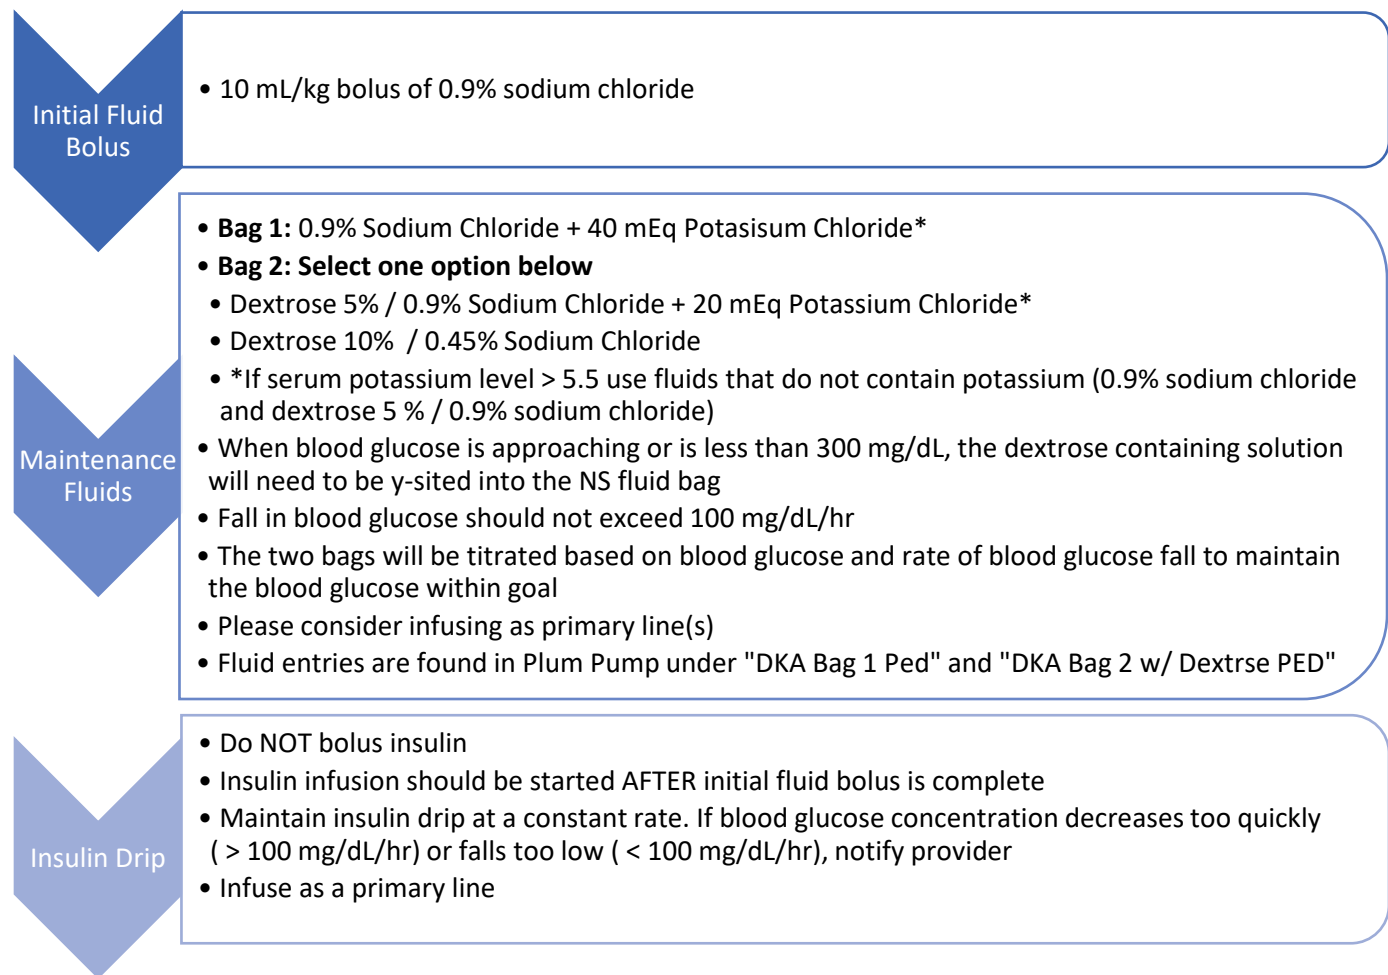 Initial Fluid
Bolus
• 10 mL/kg bolus of 0.9% sodium chloride
Maintenance
Fluids
• Bag 1: 0.9% Sodium Chloride + 40 mEq Potasisum Chloride*
• Bag 2: Select one option below
• Dextrose 5% / 0.9% Sodium Chloride + 20 mEq Potassium Chloride*
• Dextrose 10%  / 0.45% Sodium Chloride
• *If serum potassium level > 5.5 use fluids that do not contain potassium (0.9% sodium chloride
and dextrose 5 % / 0.9% sodium chloride)
• When blood glucose is approaching or is less than 300 mg/dL, the dextrose containing solution
will need to be y-sited into the NS fluid bag
• Fall in blood glucose should not exceed 100 mg/dL/hr
• The two bags will be titrated based on blood glucose and rate of blood glucose fall to maintain
the blood glucose within goal
• Please consider infusing as primary line(s)
• Fluid entries are found in Plum Pump under "DKA Bag 1 Ped" and "DKA Bag 2 w/ Dextrse PED"
Insulin Drip
• Do NOT bolus insulin
• Insulin infusion should be started AFTER initial fluid bolus is complete
• Maintain insulin drip at a constant rate. If blood glucose concentration decreases too quickly
( > 100 mg/dL/hr) or falls too low ( < 100 mg/dL/hr), notify provider
• Infuse as a primary line